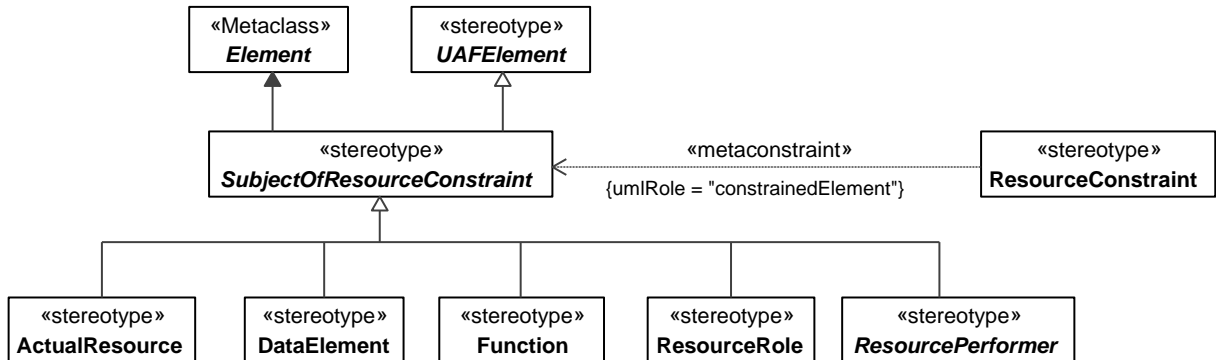 «Metaclass»
Element
«stereotype»
UAFElement
«stereotype»
SubjectOfResourceConstraint
«metaconstraint»
{umlRole = "constrainedElement"}
«stereotype»
ResourceConstraint
«stereotype»
ActualResource
«stereotype»
DataElement
«stereotype»
Function
«stereotype»
ResourceRole
«stereotype»
ResourcePerformer